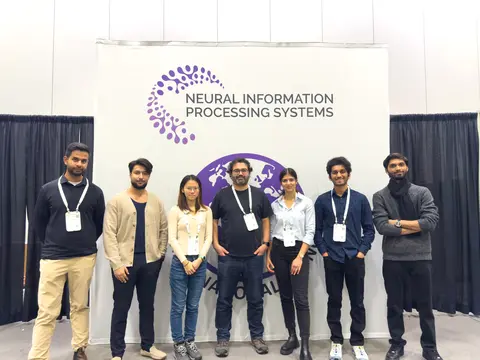 NEURAL INFORMATION
PROCESSING SYSTEMS